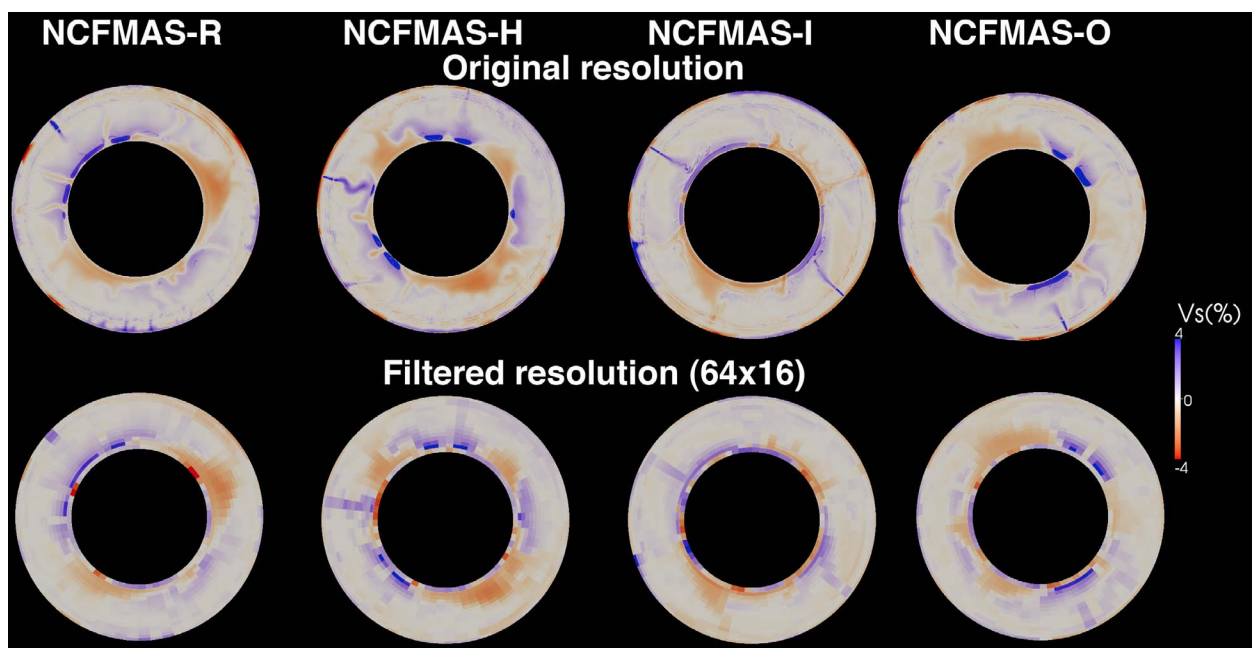 NCFMAS-R NCFMAS-H NCFMAS-I NCFMAS-O
Original resolution
Filtered resolution (64x16)
Vs(%)
4
0
-4